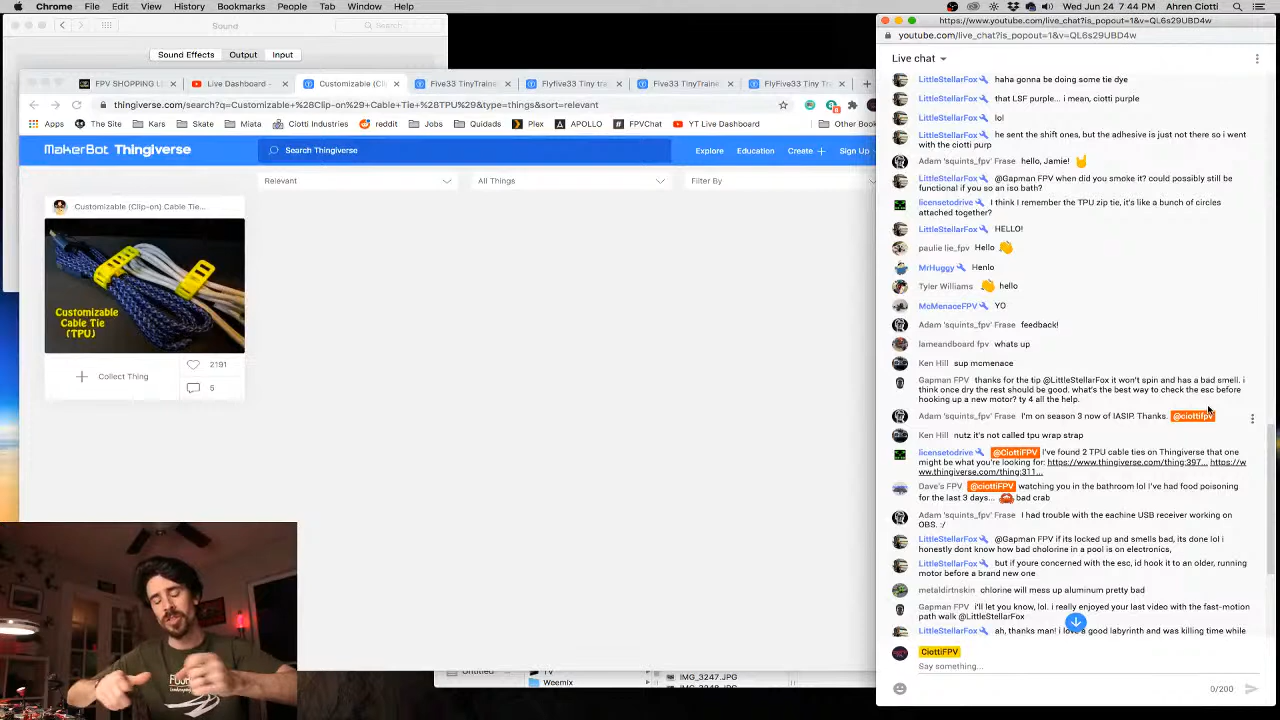 Chrome File Edit View History Bookmarks People Tab Window Help
Wed Jun 24 7:44 PM Ahren Ciotti
Sound
Search
Sound Effects Output Input
FPV SHOPPING LI
Live Dashboard
Customizable (Clip-on
Five33 TinyTraine
Flyfive33 Tiny tra
Five33 TinyTraine
FlyFive33 TinyTra
thingiverse.com/search?q=Customizable+%28Clip-on%29+Cable+Tie+%28TPU%29&type=things&sort=relevant
Apps The Site Miata Ciotti Industries reddit Jobs Quidads Plex APOLLO FPVChat YT Live Dashboard Other Boo
MakerBot Thingiverse
Search Thingiverse
Explore Education Create + Sign Up
Relevant
All Things
Filter By
Customizable (Clip-on) Cable Tie...
Customizable
Cable Tie
(TPU)
Collect Thing
2191
6
Untitled
TV
Weemix
IMG_3247.JPG
https://www.youtube.com/live_chat?is_popout=1&v=QL6s29UBD4w
youtube.com/live_chat?is_popout=1&v=QL6s29UBD4w
Live chat
LittleStellarFox haha gonna be doing some tie dye
LittleStellarFox that LSF purple... i mean, ciotti purple
LittleStellarFox lol
LittleStellarFox he sent the shift ones, but the adhesive is just not there so i went
with the ciotti purp
Adam 'squints_fpv' Frase hello, Jamie! 🤘
LittleStellarFox @Gapman FPV when did you smoke it? could possibly still be
functional if you so an iso bath?
licensetodrive I think I remember the TPU zip tie, it's like a bunch of circles
attached together?
LittleStellarFox HELLO!
paulie lie_fpv Hello 👋
MrHuggy Henlo
Tyler Williams 👋 hello
McMenaceFPV YO
Adam 'squints_fpv' Frase feedback!
lameandboard fpv whats up
Ken Hill sup mcmenace
Gapman FPV thanks for the tip @LittleStellarFox it won't spin and has a bad smell. i
think once dry the rest should be good. what's the best way to check the esc before
hooking up a new motor? ty 4 all the help.
Adam 'squints_fpv' Frase I'm on season 3 now of IASIP. Thanks. @ciottifpv
Ken Hill nutz it's not called tpu wrap strap
licensetodrive @CiottiFPV I've found 2 TPU cable ties on Thingiverse that one
might be what you're looking for: https://www.thingiverse.com/thing:397... https://w
ww.thingiverse.com/thing:311...
Dave's FPV @ciottiFPV watching you in the bathroom lol I've had food poisoning
for the last 3 days... 🦀 bad crab
Adam 'squints_fpv' Frase I had trouble with the eachine USB receiver working on
OBS. :/
LittleStellarFox @Gapman FPV if its locked up and smells bad, its done lol i
honestly dont know how bad cholorine in a pool is on electronics,
LittleStellarFox but if youre concerned with the esc, id hook it to an older, running
motor before a brand new one
metaldirtnskin chlorine will mess up aluminum pretty bad
Gapman FPV i'll let you know, lol. i really enjoyed your last video with the fast-motion
path walk @LittleStellarFox
LittleStellarFox ah, thanks man! i love a good labyrinth and was killing time while
CiottiFPV
Say something...
0/200